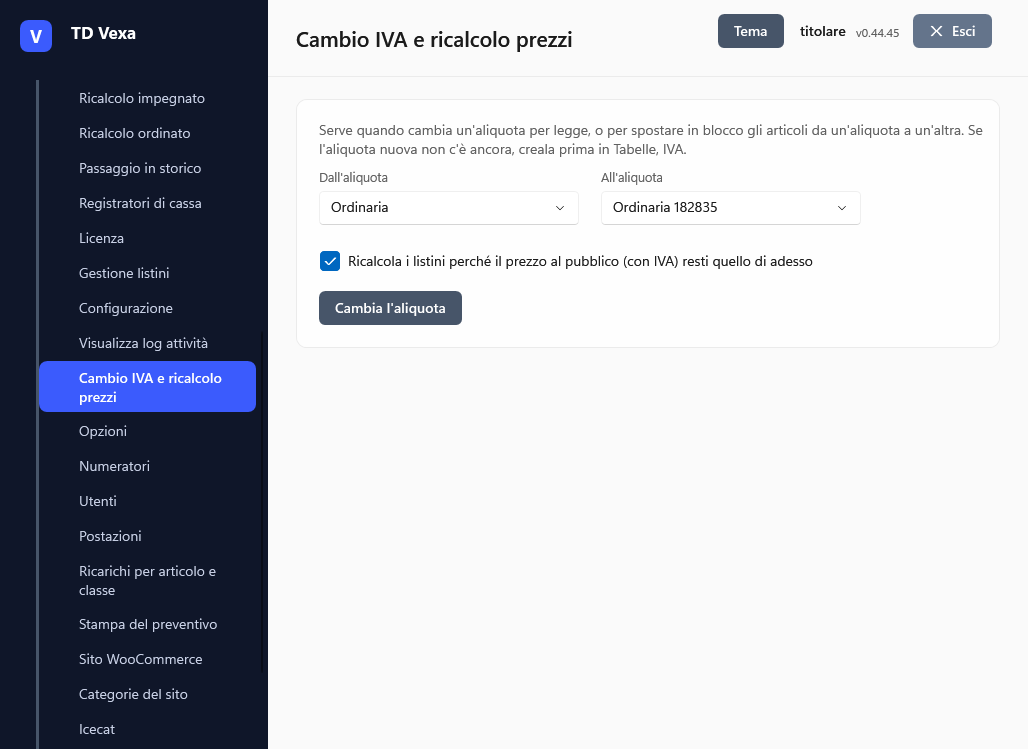 V
TD Vexa
Ricalcolo impegnato
Ricalcolo ordinato
Passaggio in storico
Registratori di cassa
Licenza
Gestione listini
Configurazione
Visualizza log attività
Cambio IVA e ricalcolo
prezzi
Opzioni
Numeratori
Utenti
Postazioni
Ricarichi per articolo e
classe
Stampa del preventivo
Sito WooCommerce
Categorie del sito
Icecat
Cambio IVA e ricalcolo prezzi
Tema
titolare v0.44.45
Esci
Serve quando cambia un'aliquota per legge, o per spostare in blocco gli articoli da un'aliquota a un'altra. Se
l'aliquota nuova non c'è ancora, creala prima in Tabelle, IVA.
Dall'aliquota
Ordinaria
All'aliquota
Ordinaria 182835
Ricalcola i listini perché il prezzo al pubblico (con IVA) resti quello di adesso
Cambia l'aliquota